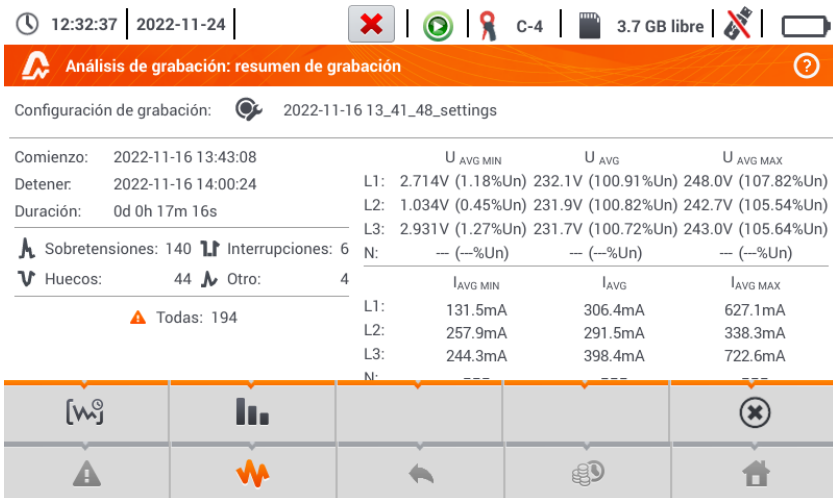 12:32:37 2022-11-24 C-4 3.7 GB libre
Análisis de grabación: resumen de grabación ?
Configuración de grabación: 2022-11-16 13_41_48_settings
Comienzo: 2022-11-16 13:43:08
Detener: 2022-11-16 14:00:24
Duración: 0d 0h 17m 16s
Sobretensiones: 140 Interrupciones: 6
Huecos: 44 Otro: 4
Todas: 194
U AVG MIN U AVG U AVG MAX
L1: 2.714V (1.18%Un) 232.1V (100.91%Un) 248.0V (107.82%Un)
L2: 1.034V (0.45%Un) 231.9V (100.82%Un) 242.7V (105.54%Un)
L3: 2.931V (1.27%Un) 231.7V (100.72%Un) 243.0V (105.64%Un)
N: --- (---%Un) --- (---%Un) --- (---%Un)
IAVG MIN IAVG IAVG MAX
L1: 131.5mA 306.4mA 627.1mA
L2: 257.9mA 291.5mA 338.3mA
L3: 244.3mA 398.4mA 722.6mA
N: --- --- ---